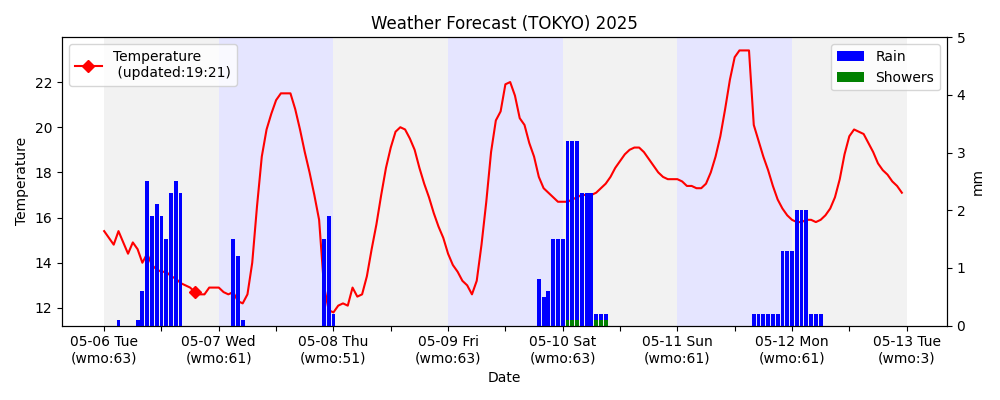 Weather Forecast (TOKYO) 2025
Temperature
(updated:19:21)
Rain
Showers
Temperature
22
20
18
16
14
12
5
4
3
2
1
0
mm
05-06 Tue
(wmo:63)
05-07 Wed
(wmo:61)
05-08 Thu
(wmo:51)
05-09 Fri
(wmo:63)
05-10 Sat
(wmo:63)
05-11 Sun
(wmo:61)
05-12 Mon
(wmo:61)
05-13 Tue
(wmo:3)
Date